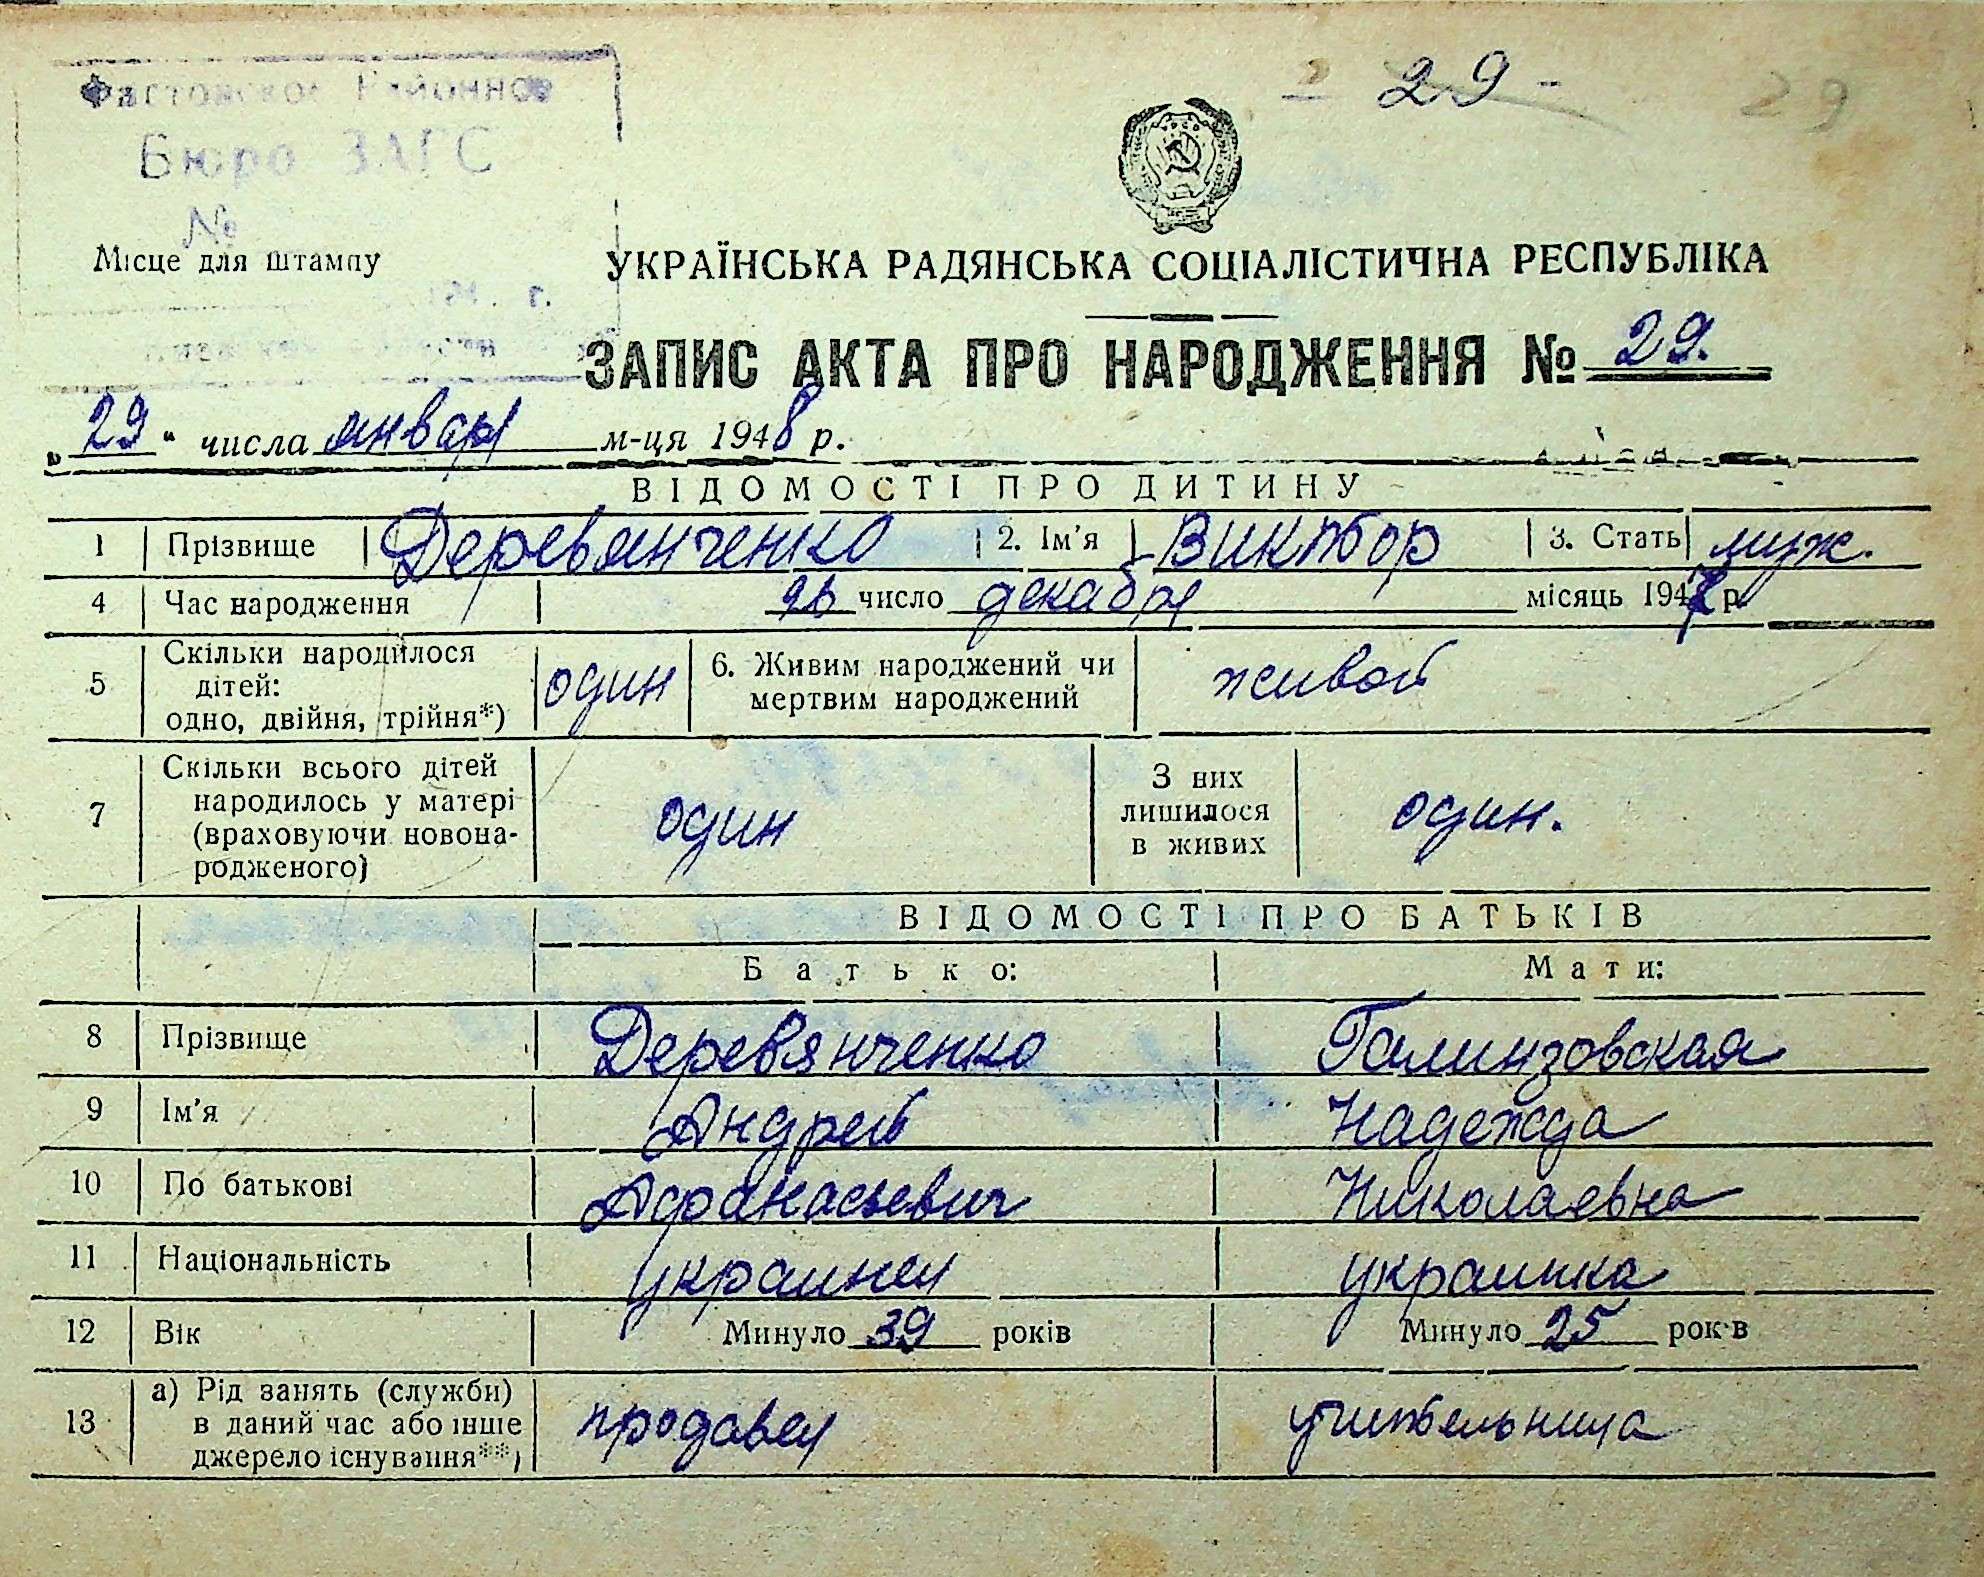 29 -
29
Фастовское Районное
Бюро ЗАГС
№
Місце для штампу
г.
УКРАЇНСЬКА РАДЯНСЬКА СОЦІАЛІСТИЧНА РЕСПУБЛІКА
ЗАПИС АКТА ПРО НАРОДЖЕННЯ № 29.
„29" числа января м-ця 1948 р.
ВІДОМОСТІ ПРО ДИТИНУ
1 Прізвище Деревянченко 2. Ім'я Виктор 3. Стать муж.
4 Час народження 26 число декабря місяць 1947 р.
5 Скільки народилося дітей: одно, двійня, трійня*) один 6. Живим народжений чи мертвим народжений живой
7 Скільки всього дітей народилось у матері (враховуючи новонародженого) один З них лишилося в живих один.
ВІДОМОСТІ ПРО БАТЬКІВ
Батько: Мати:
8 Прізвище Деревянченко Галинзовская
9 Ім'я Андрей Надежда
10 По батькові Афанасьевич Николаевна
11 Національність украинец украинка
12 Вік Минуло 39 років Минуло 25 років
13 а) Рід занять (служби) в даний час або інше джерело існування**) продавец учительница